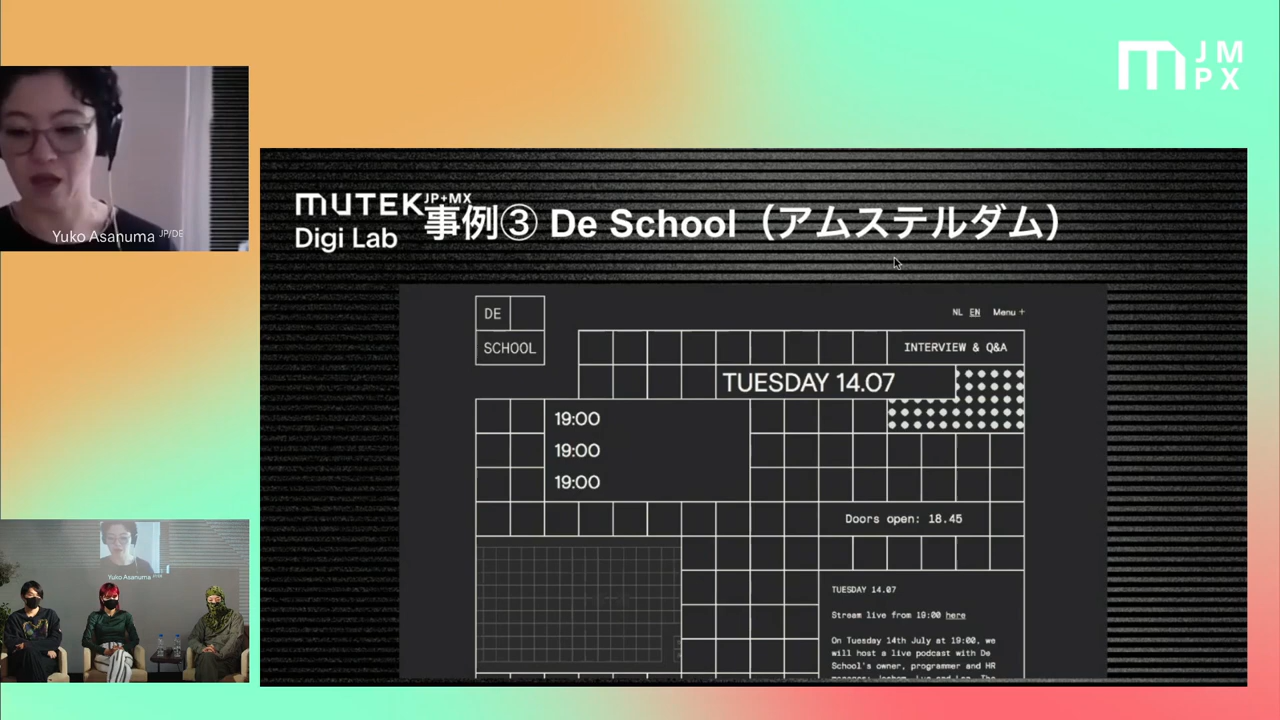 JM
PX
Yuko Asanuma JP/DE
MUTEK JP+MX
Digi Lab
事例③ De School（アムステルダム）
DE
SCHOOL
NL EN Menu +
INTERVIEW & Q&A
TUESDAY 14.07
19:00
19:00
19:00
Doors open: 18.45
TUESDAY 14.07
Stream live from 19:00 here
On Tuesday 14th July at 19:00, we
will host a live podcast with De
School's owner, programmer and HR
Yuko Asanuma